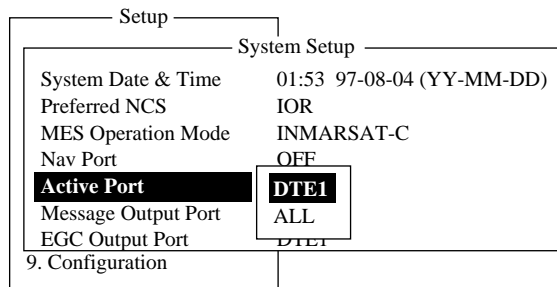 Setup
System Setup
System Date & Time 01:53 97-08-04 (YY-MM-DD)
Preferred NCS IOR
MES Operation Mode INMARSAT-C
Nav Port OFF
Active Port DTE1
Message Output Port ALL
EGC Output Port DTE1
9. Configuration